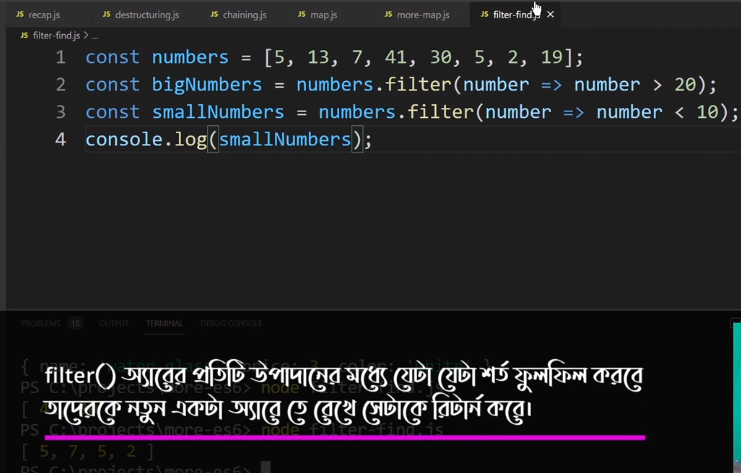 JS recap.js JS destructuring.js JS chaining.js JS map.js JS more-map.js JS filter-find.js ×
JS filter-find.js > ...
1 const numbers = [5, 13, 7, 41, 30, 5, 2, 19];
2 const bigNumbers = numbers.filter(number => number > 20);
3 const smallNumbers = numbers.filter(number => number < 10);
4 console.log(smallNumbers);
PROBLEMS 15 OUTPUT TERMINAL DEBUG CONSOLE
filter() অ্যারের প্রতিটি উপাদানের মধ্যে যেটা যেটা শর্ত ফুলফিল করবে
PS C:\projects\more-es6> node filter-find.js
তাদেরকে নতুন একটা অ্যারে তে রেখে সেটাকে রিটার্ন করে।
PS C:\projects\more-es6> node filter-find.js
[ 5, 7, 5, 2 ]
PS C:\projects\more-es6>